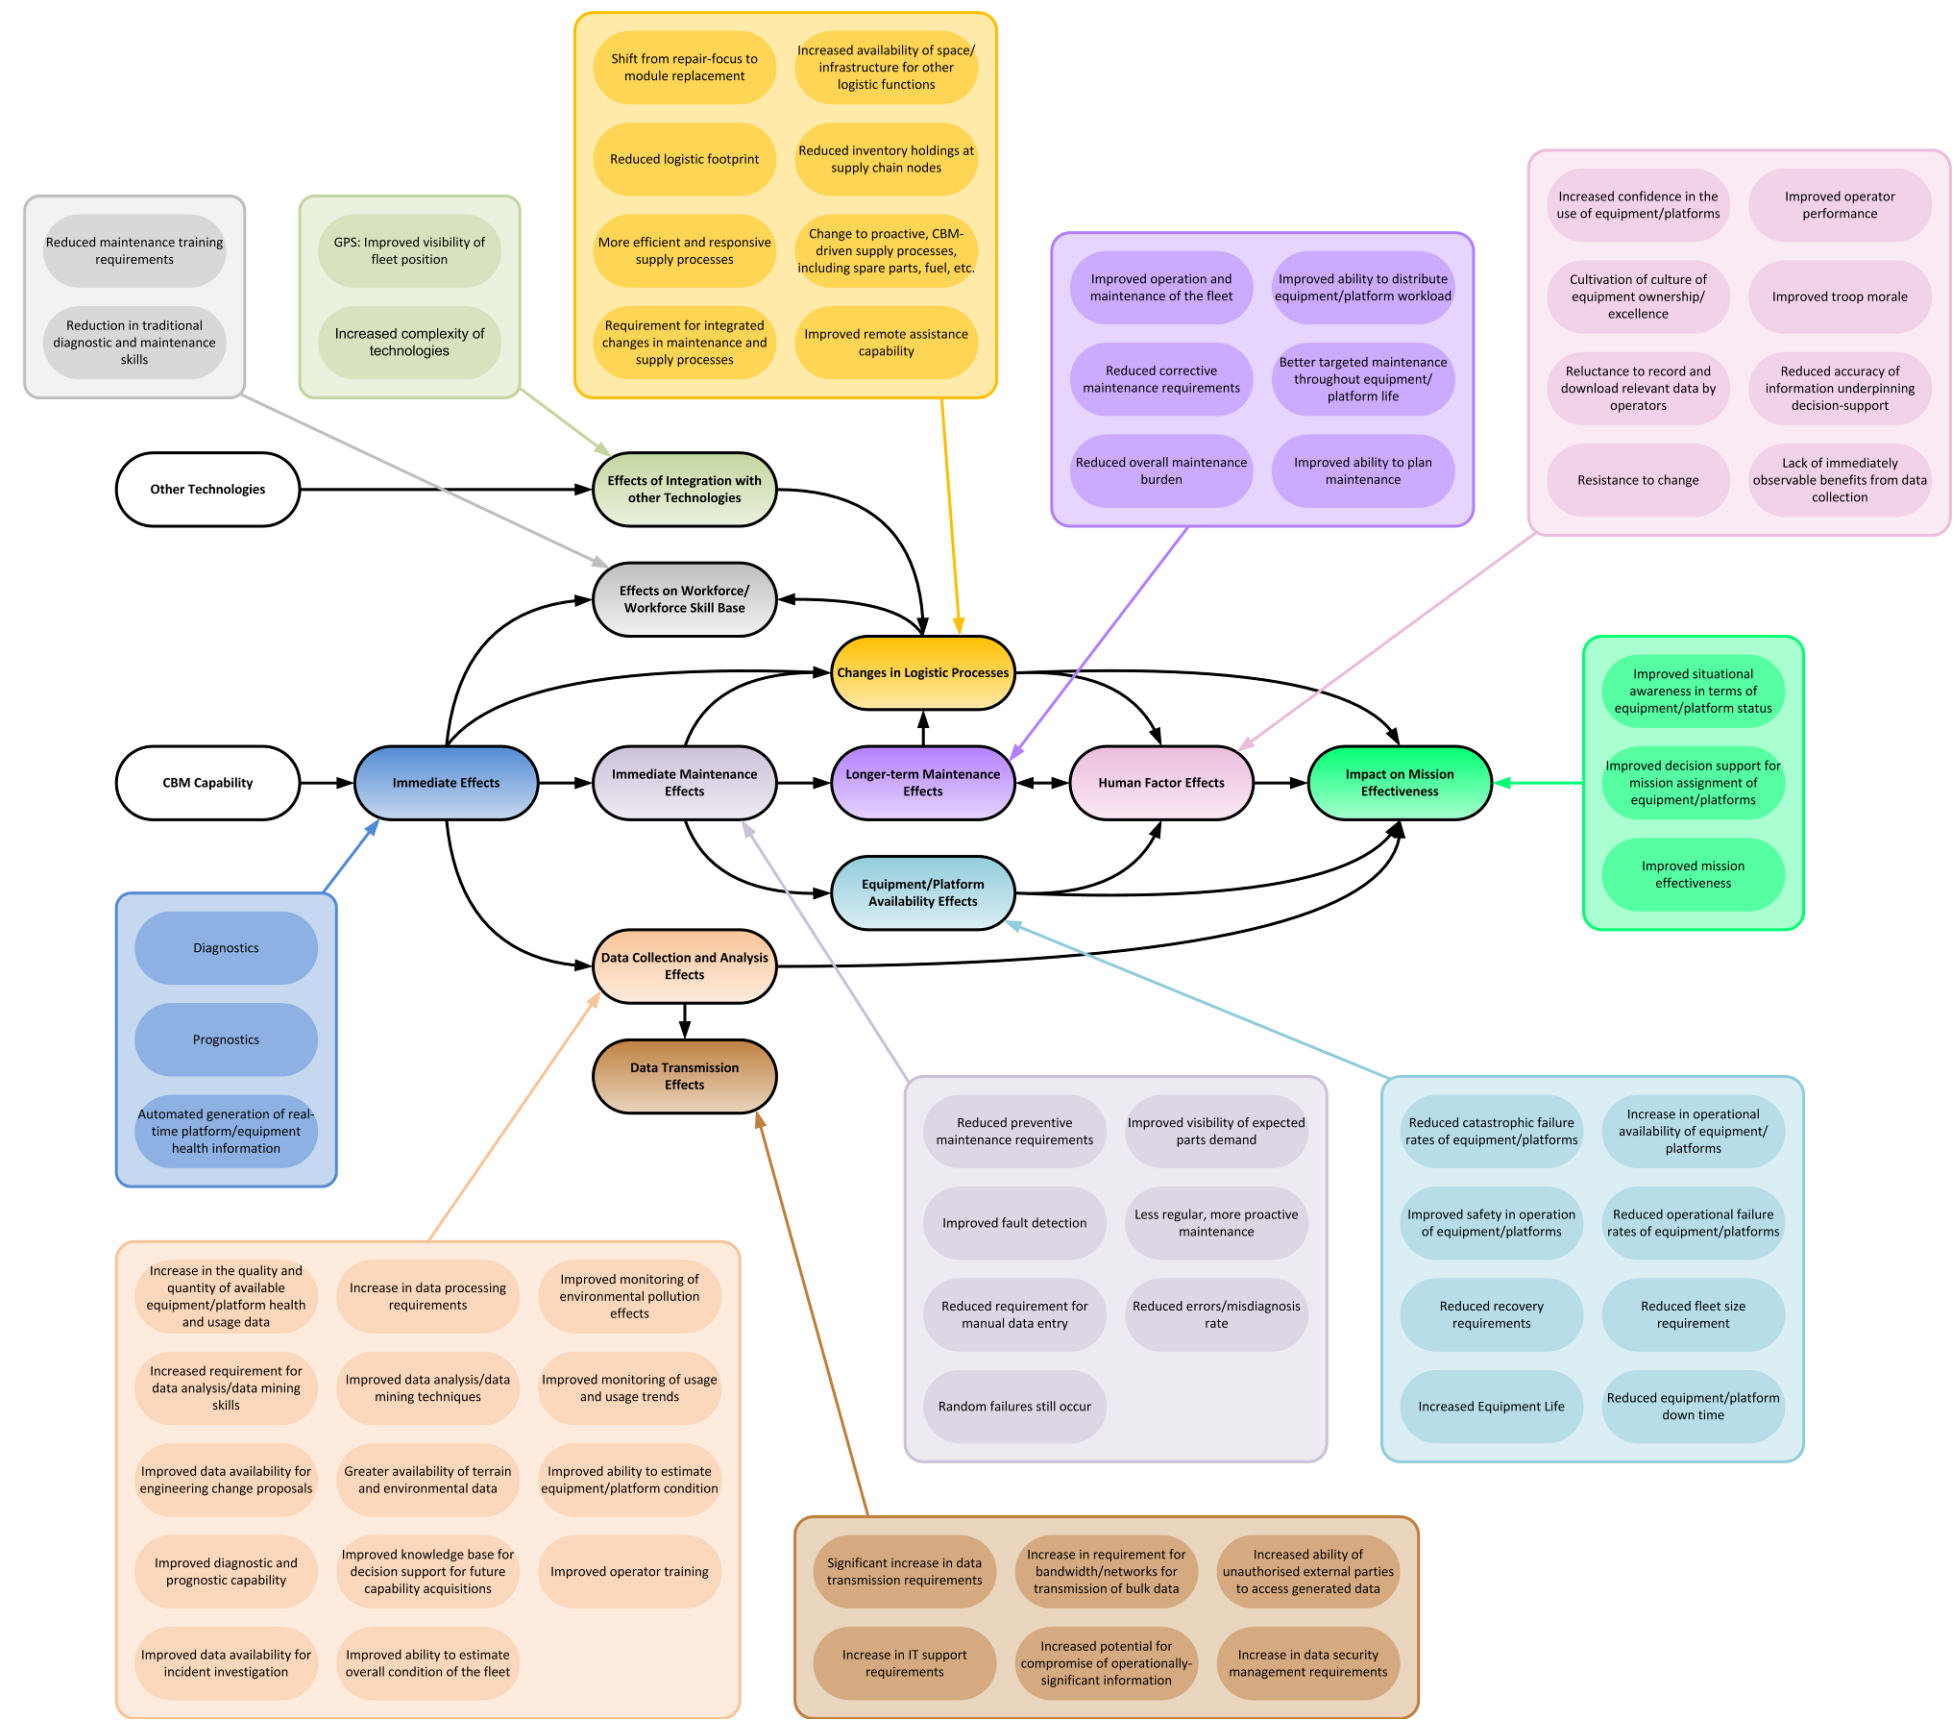 Shift from repair-focus to
module replacement
Increased availability of space/
infrastructure for other
logistic functions
Reduced logistic footprint
Reduced inventory holdings at
supply chain nodes
More efficient and responsive
supply processes
Change to proactive, CBM-
driven supply processes,
including spare parts, fuel, etc.
Requirement for integrated
changes in maintenance and
supply processes
Improved remote assistance
capability
Reduced maintenance training
requirements
Reduction in traditional
diagnostic and maintenance
skills
GPS: Improved visibility of
fleet position
Increased complexity of
technologies
Improved operation and
maintenance of the fleet
Improved ability to distribute
equipment/platform workload
Reduced corrective
maintenance requirements
Better targeted maintenance
throughout equipment/
platform life
Reduced overall maintenance
burden
Improved ability to plan
maintenance
Increased confidence in the
use of equipment/platforms
Improved operator
performance
Cultivation of culture of
equipment ownership/
excellence
Improved troop morale
Reluctance to record and
download relevant data by
operators
Reduced accuracy of
information underpinning
decision-support
Resistance to change
Lack of immediately
observable benefits from data
collection
Other Technologies
Effects of Integration with
other Technologies
Effects on Workforce/
Workforce Skill Base
Changes in Logistic Processes
CBM Capability
Immediate Effects
Immediate Maintenance
Effects
Longer-term Maintenance
Effects
Human Factor Effects
Impact on Mission
Effectiveness
Equipment/Platform
Availability Effects
Data Collection and Analysis
Effects
Data Transmission
Effects
Improved situational
awareness in terms of
equipment/platform status
Improved decision support for
mission assignment of
equipment/platforms
Improved mission
effectiveness
Diagnostics
Prognostics
Automated generation of real-
time platform/equipment
health information
Reduced preventive
maintenance requirements
Improved visibility of expected
parts demand
Improved fault detection
Less regular, more proactive
maintenance
Reduced requirement for
manual data entry
Reduced errors/misdiagnosis
rate
Random failures still occur
Reduced catastrophic failure
rates of equipment/platforms
Increase in operational
availability of equipment/
platforms
Improved safety in operation
of equipment/platforms
Reduced operational failure
rates of equipment/platforms
Reduced recovery
requirements
Reduced fleet size
requirement
Increased Equipment Life
Reduced equipment/platform
down time
Increase in the quality and
quantity of available
equipment/platform health
and usage data
Increase in data processing
requirements
Improved monitoring of
environmental pollution
effects
Increased requirement for
data analysis/data mining
skills
Improved data analysis/data
mining techniques
Improved monitoring of usage
and usage trends
Improved data availability for
engineering change proposals
Greater availability of terrain
and environmental data
Improved ability to estimate
equipment/platform condition
Improved diagnostic and
prognostic capability
Improved knowledge base for
decision support for future
capability acquisitions
Improved operator training
Improved data availability for
incident investigation
Improved ability to estimate
overall condition of the fleet
Significant increase in data
transmission requirements
Increase in requirement for
bandwidth/networks for
transmission of bulk data
Increased ability of
unauthorised external parties
to access generated data
Increase in IT support
requirements
Increased potential for
compromise of operationally-
significant information
Increase in data security
management requirements